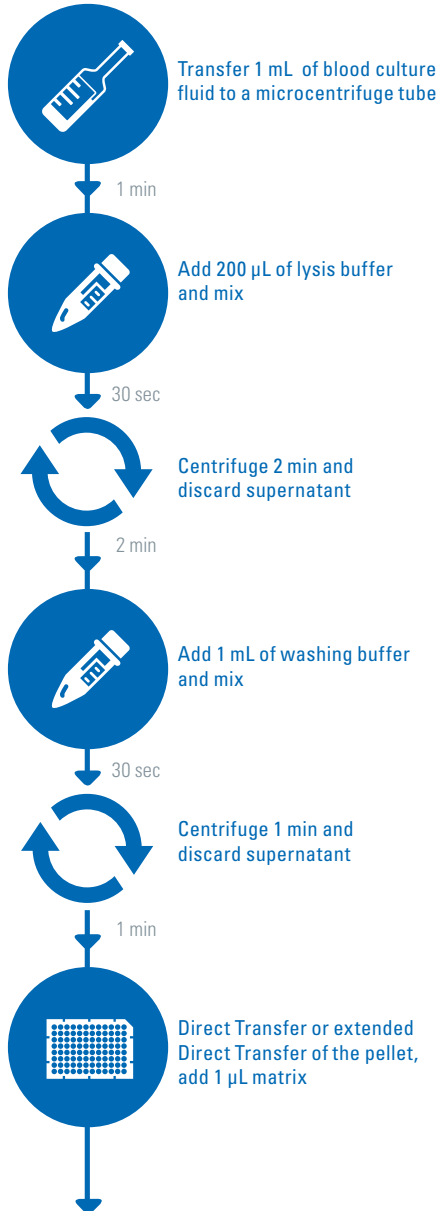 Transfer 1 mL of blood culture
fluid to a microcentrifuge tube
1 min
Add 200 µL of lysis buffer
and mix
30 sec
Centrifuge 2 min and
discard supernatant
2 min
Add 1 mL of washing buffer
and mix
30 sec
Centrifuge 1 min and
discard supernatant
1 min
Direct Transfer or extended
Direct Transfer of the pellet,
add 1 µL matrix